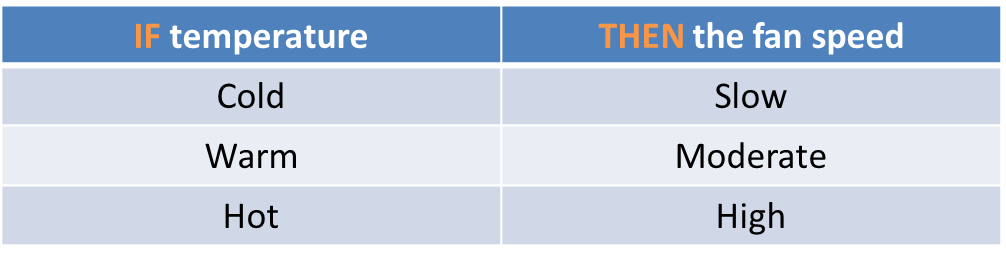 IF temperature THEN the fan speed
Cold Slow
Warm Moderate
Hot High